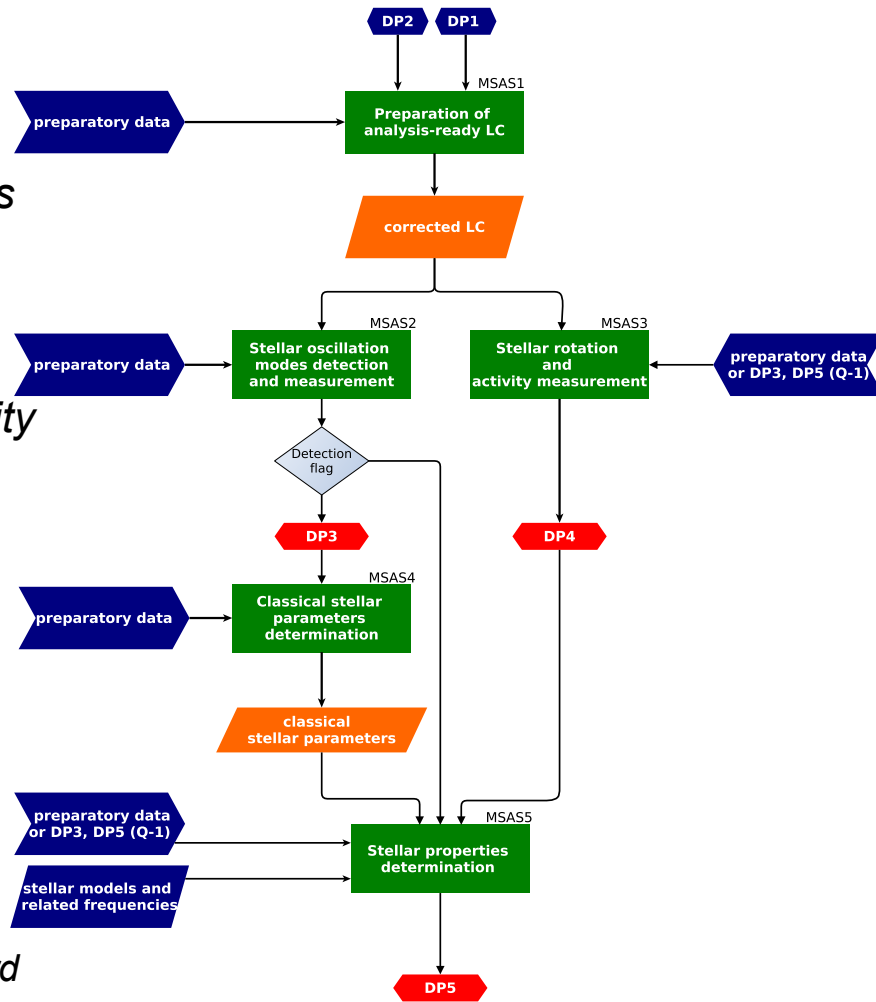 DP2
DP1
MSAS1
preparatory data
Preparation of
analysis-ready LC
s
corrected LC
MSAS2
MSAS3
preparatory data
Stellar oscillation
modes detection
and measurement
Stellar rotation
and
activity measurement
preparatory data
or DP3, DP5 (Q-1)
ity
Detection
flag
DP3
DP4
MSAS4
preparatory data
Classical stellar
parameters
determination
classical
stellar parameters
preparatory data
or DP3, DP5 (Q-1)
MSAS5
Stellar properties
determination
stellar models and
related frequencies
rd
DP5